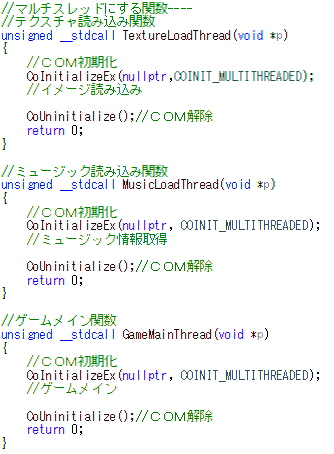 //マルチスレッドにする関数----
//テクスチャ読み込み関数
unsigned __stdcall TextureLoadThread(void *p)
{
//ＣＯＭ初期化
CoInitializeEx(nullptr,COINIT_MULTITHREADED);
//イメージ読み込み
CoUninitialize();//ＣＯＭ解除
return 0;
}
//ミュージック読み込み関数
unsigned __stdcall MusicLoadThread(void *p)
{
//ＣＯＭ初期化
CoInitializeEx(nullptr, COINIT_MULTITHREADED);
//ミュージック情報取得
CoUninitialize();//ＣＯＭ解除
return 0;
}
//ゲームメイン関数
unsigned __stdcall GameMainThread(void *p)
{
//ＣＯＭ初期化
CoInitializeEx(nullptr, COINIT_MULTITHREADED);
//ゲームメイン
CoUninitialize();//ＣＯＭ解除
return 0;
}